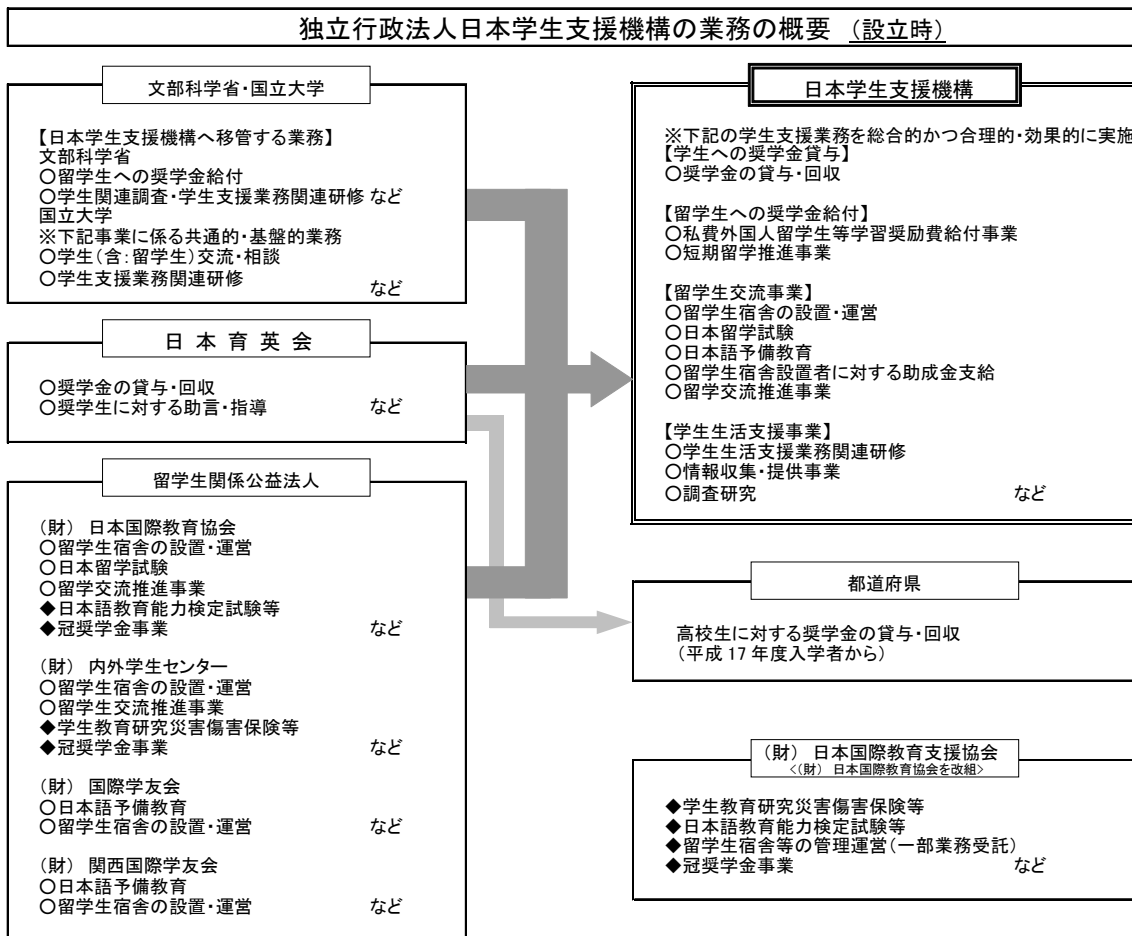 独立行政法人日本学生支援機構の業務の概要 (設立時)
文部科学省・国立大学
【日本学生支援機構へ移管する業務】
文部科学省
○留学生への奨学金給付
○学生関連調査・学生支援業務関連研修 など
国立大学
※下記事業に係る共通的・基盤的業務
○学生(含:留学生)交流・相談
○学生支援業務関連研修
など
日本育英会
○奨学金の貸与・回収
○奨学生に対する助言・指導 など
留学生関係公益法人
(財) 日本国際教育協会
○留学生宿舎の設置・運営
○日本留学試験
○留学交流推進事業
◆日本語教育能力検定試験等
◆冠奨学金事業 など
(財) 内外学生センター
○留学生宿舎の設置・運営
○留学生交流推進事業
◆学生教育研究災害傷害保険等
◆冠奨学金事業 など
(財) 国際学友会
○日本語予備教育
○留学生宿舎の設置・運営 など
(財) 関西国際学友会
○日本語予備教育
○留学生宿舎の設置・運営 など
日本学生支援機構
※下記の学生支援業務を総合的かつ合理的・効果的に実施
【学生への奨学金貸与】
○奨学金の貸与・回収
【留学生への奨学金給付】
○私費外国人留学生等学習奨励費給付事業
○短期留学推進事業
【留学生交流事業】
○留学生宿舎の設置・運営
○日本留学試験
○日本語予備教育
○留学生宿舎設置者に対する助成金支給
○留学交流推進事業
【学生生活支援事業】
○学生生活支援業務関連研修
○情報収集・提供事業
○調査研究 など
都道府県
高校生に対する奨学金の貸与・回収
(平成 17 年度入学者から)
(財) 日本国際教育支援協会
<(財) 日本国際教育協会を改組>
◆学生教育研究災害傷害保険等
◆日本語教育能力検定試験等
◆留学生宿舎等の管理運営(一部業務受託)
◆冠奨学金事業 など